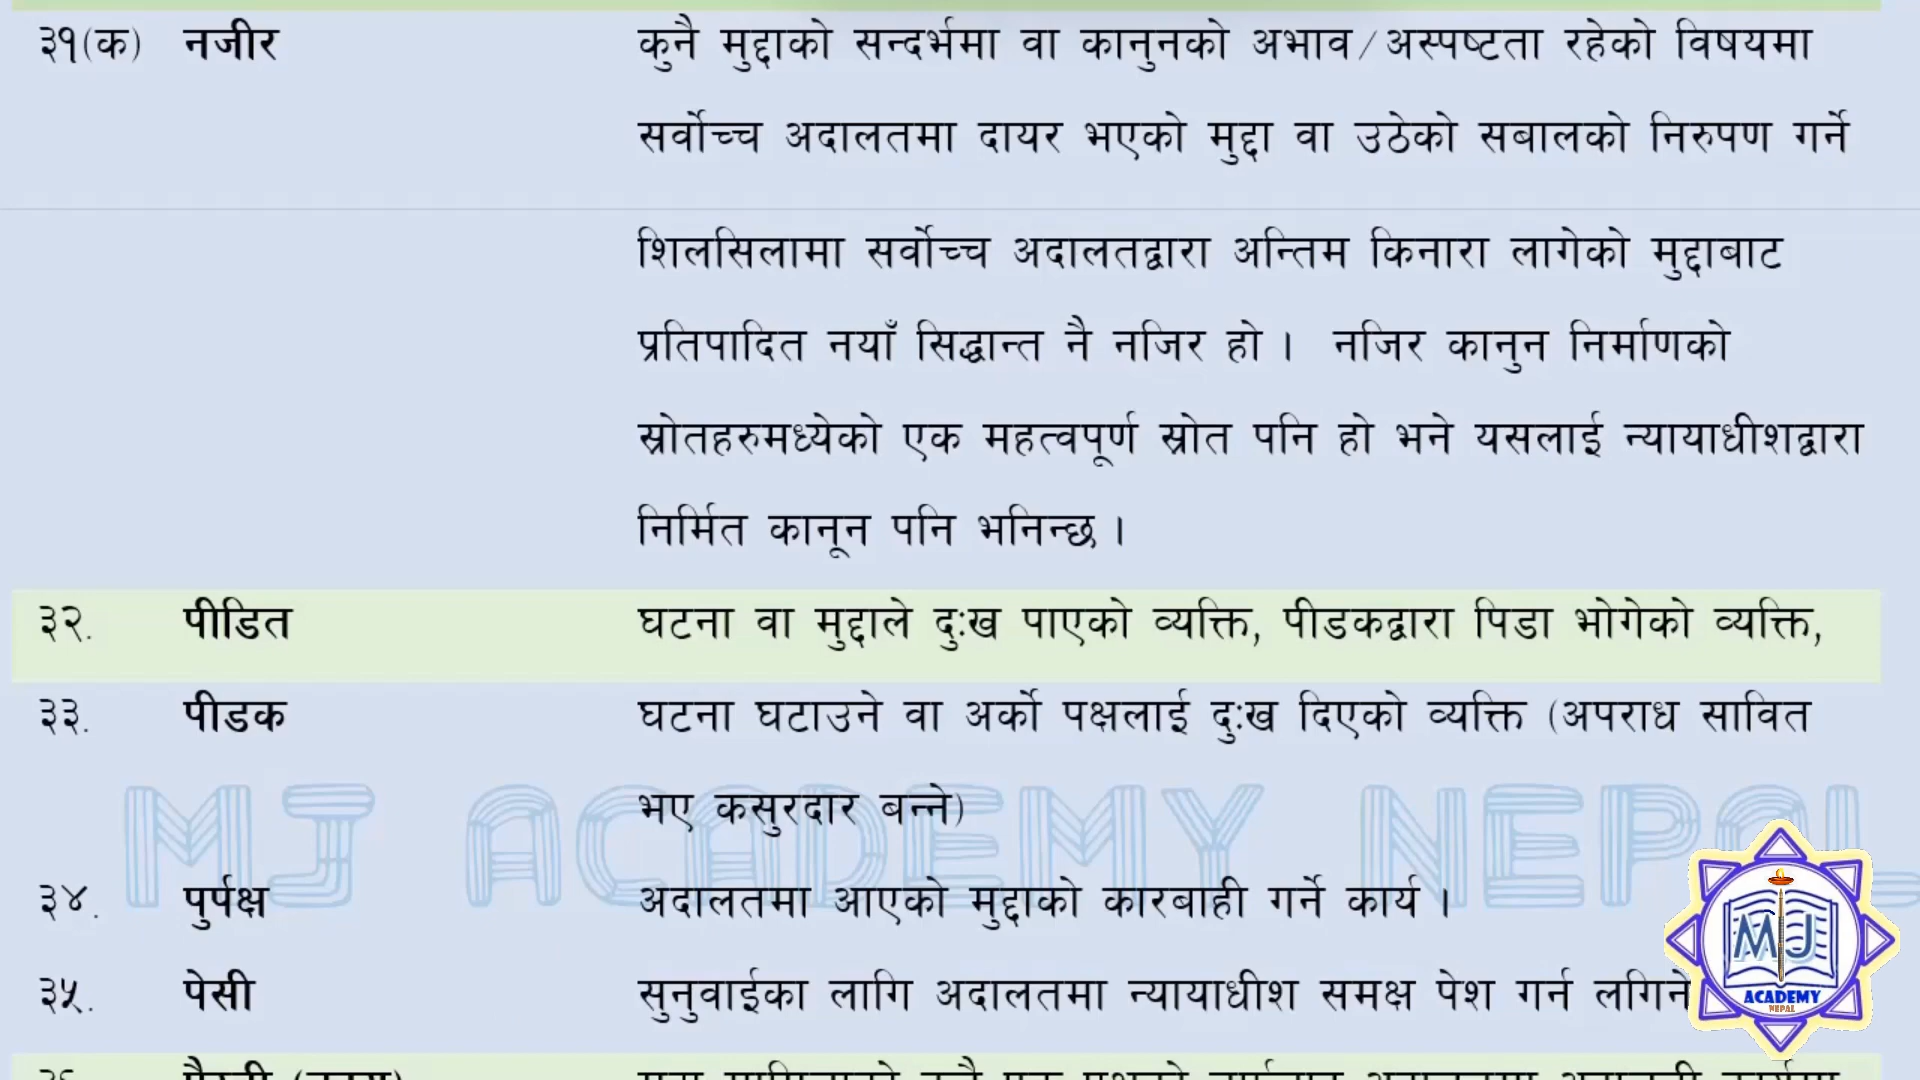 ३१(क) नजीर कुनै मुद्दाको सन्दर्भमा वा कानुनको अभाव/अस्पष्टता रहेको विषयमा
सर्वोच्च अदालतमा दायर भएको मुद्दा वा उठेको सबालको निरुपण गर्ने
शिलसिलामा सर्वोच्च अदालतद्वारा अन्तिम किनारा लागेको मुद्दाबाट
प्रतिपादित नयाँ सिद्धान्त नै नजिर हो । नजिर कानुन निर्माणको
स्रोतहरुमध्येको एक महत्वपूर्ण स्रोत पनि हो भने यसलाई न्यायाधीशद्वारा
निर्मित कानून पनि भनिन्छ ।
३२. पीडित घटना वा मुद्दाले दुःख पाएको व्यक्ति, पीडकद्वारा पिडा भोगेको व्यक्ति,
३३. पीडक घटना घटाउने वा अर्को पक्षलाई दुःख दिएको व्यक्ति (अपराध सावित
भए कसुरदार बन्ने)
MJ ACADEMY NEPAL
३४. पुर्पक्ष अदालतमा आएको मुद्दाको कारबाही गर्ने कार्य ।
३५. पेसी सुनुवाईका लागि अदालतमा न्यायाधीश समक्ष पेश गर्न लगिने
MJ
ACADEMY
NEPAL